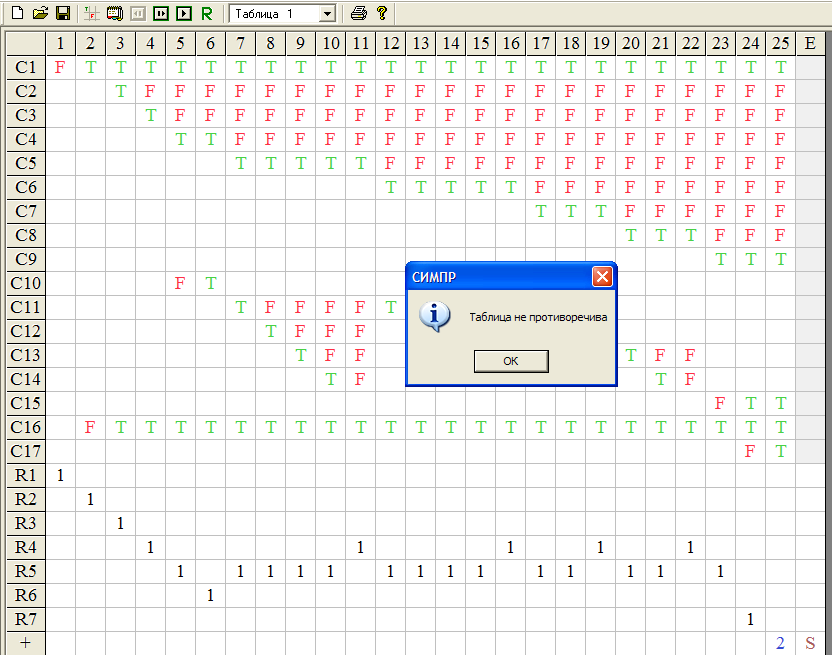 R Таблица 1
1 2 3 4 5 6 7 8 9 10 11 12 13 14 15 16 17 18 19 20 21 22 23 24 25 E
C1 F T T T T T T T T T T T T T T T T T T T T T T T T
C2 T F F F F F F F F F F F F F F F F F F F F F F
C3 T F F F F F F F F F F F F F F F F F F F F F
C4 T T F F F F F F F F F F F F F F F F F F F
C5 T T T T T F F F F F F F F F F F F F F
C6 T T T T T F F F F F F F F F
C7 T T T F F F F F F
C8 T T T F F F
C9 T T T
C10 F T
C11 T F F F F T
C12 T F F F
C13 T F F T F F
C14 T F T F
C15 F T T
C16 F T T T T T T T T T T T T T T T T T T T T T T T
C17 F T
R1 1
R2 1
R3 1
R4 1 1 1 1 1
R5 1 1 1 1 1 1 1 1 1 1 1 1 1 1
R6 1
R7 1
+ 2 S
СИМПР
Таблица не противоречива
ОК